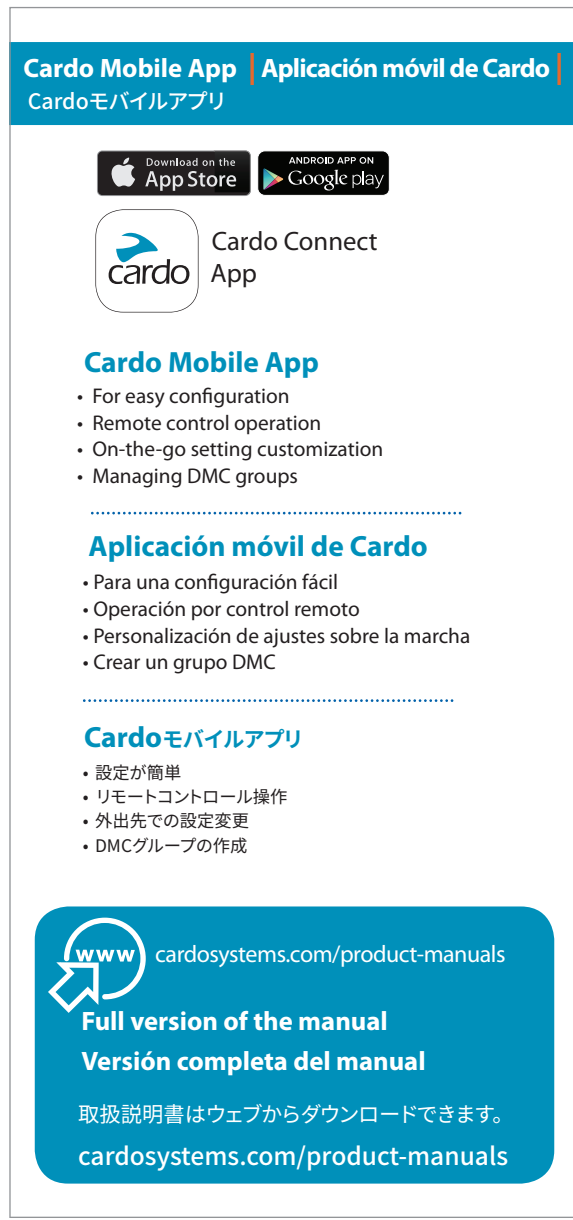 Cardo Mobile App | Aplicación móvil de Cardo |
Cardoモバイルアプリ
Download on the
App Store
ANDROID APP ON
Google play
cardo
Cardo Connect
App
Cardo Mobile App
• For easy configuration
• Remote control operation
• On-the-go setting customization
• Managing DMC groups
Aplicación móvil de Cardo
• Para una configuración fácil
• Operación por control remoto
• Personalización de ajustes sobre la marcha
• Crear un grupo DMC
Cardoモバイルアプリ
• 設定が簡単
• リモートコントロール操作
• 外出先での設定変更
• DMCグループの作成
www
cardosystems.com/product-manuals
Full version of the manual
Versión completa del manual
取扱説明書はウェブからダウンロードできます。
cardosystems.com/product-manuals